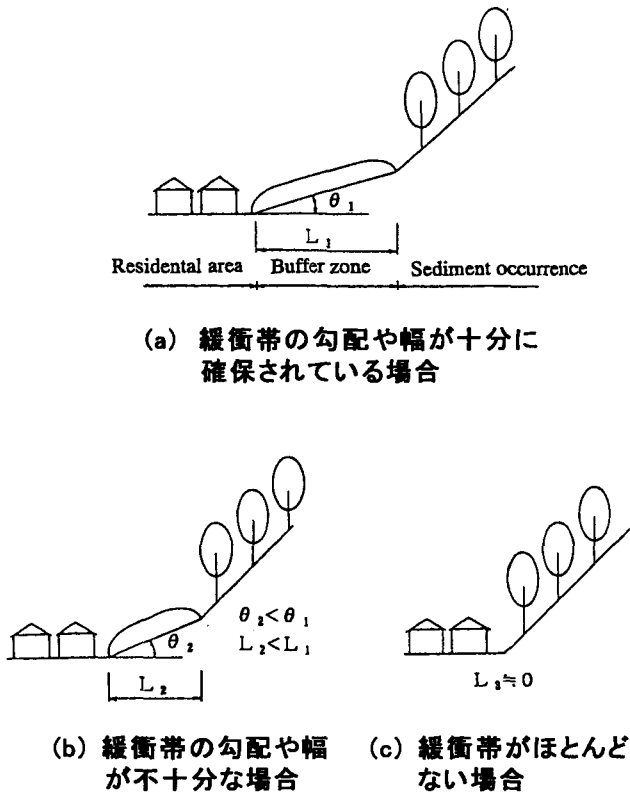 θ₁
L₁
Residental area Buffer zone Sediment occurrence
(a) 緩衝帯の勾配や幅が十分に
確保されている場合
θ₂
θ₂<θ₁
L₂<L₁
L₂
(b) 緩衝帯の勾配や幅
が不十分な場合
L₃≒0
(c) 緩衝帯がほとんど
ない場合